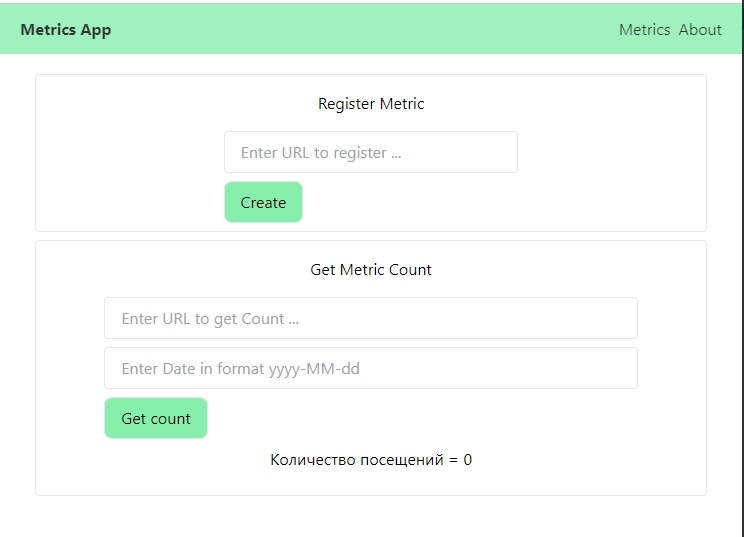 Metrics App
Metrics About
Register Metric
Enter URL to register ...
Create
Get Metric Count
Enter URL to get Count ...
Enter Date in format yyyy-MM-dd
Get count
Количество посещений = 0